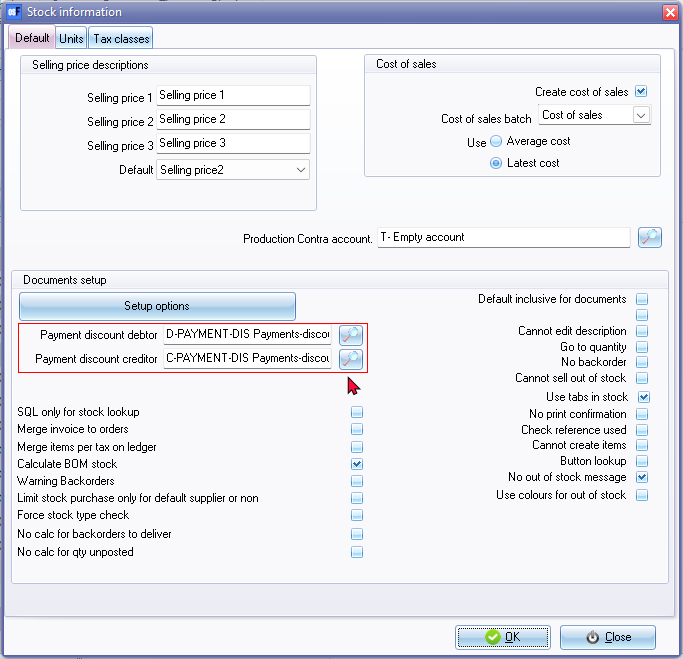 Stock information
Default Units Tax classes
Selling price descriptions
Selling price 1 Selling price 1
Selling price 2 Selling price 2
Selling price 3 Selling price 3
Default Selling price2
Cost of sales
Create cost of sales
Cost of sales batch Cost of sales
Use Average cost
Latest cost
Production Contra account. T- Empty account
Documents setup
Setup options
Payment discount debtor D-PAYMENT-DIS Payments-discou
Payment discount creditor C-PAYMENT-DIS Payments-discou
SQL only for stock lookup
Merge invoice to orders
Merge items per tax on ledger
Calculate BOM stock
Warning Backorders
Limit stock purchase only for default supplier or non
Force stock type check
No calc for backorders to deliver
No calc for qty unposted
Default inclusive for documents
Cannot edit description
Go to quantity
No backorder
Cannot sell out of stock
Use tabs in stock
No print confirmation
Check reference used
Cannot create items
Button lookup
No out of stock message
Use colours for out of stock
OK Close